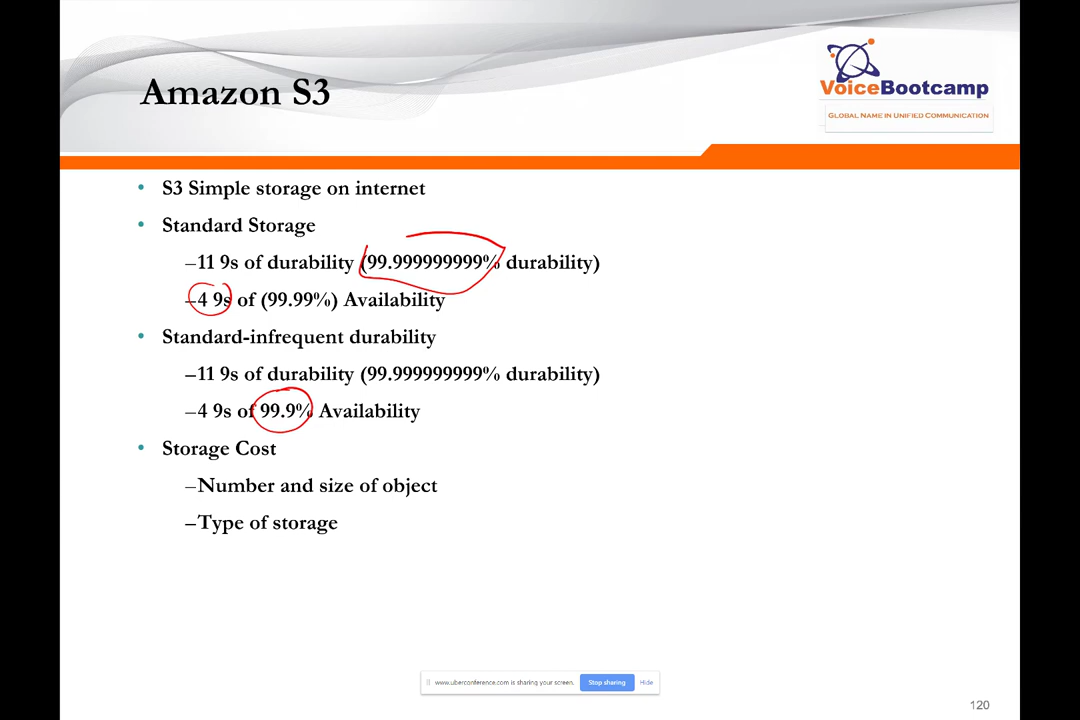 Amazon S3
VoiceBootcamp
GLOBAL NAME IN UNIFIED COMMUNICATION
• S3 Simple storage on internet
• Standard Storage
–11 9s of durability (99.999999999% durability)
–4 9s of (99.99%) Availability
• Standard-infrequent durability
–11 9s of durability (99.999999999% durability)
–4 9s of 99.9% Availability
• Storage Cost
–Number and size of object
–Type of storage
www.uberconference.com is sharing your screen. Stop sharing Hide
120